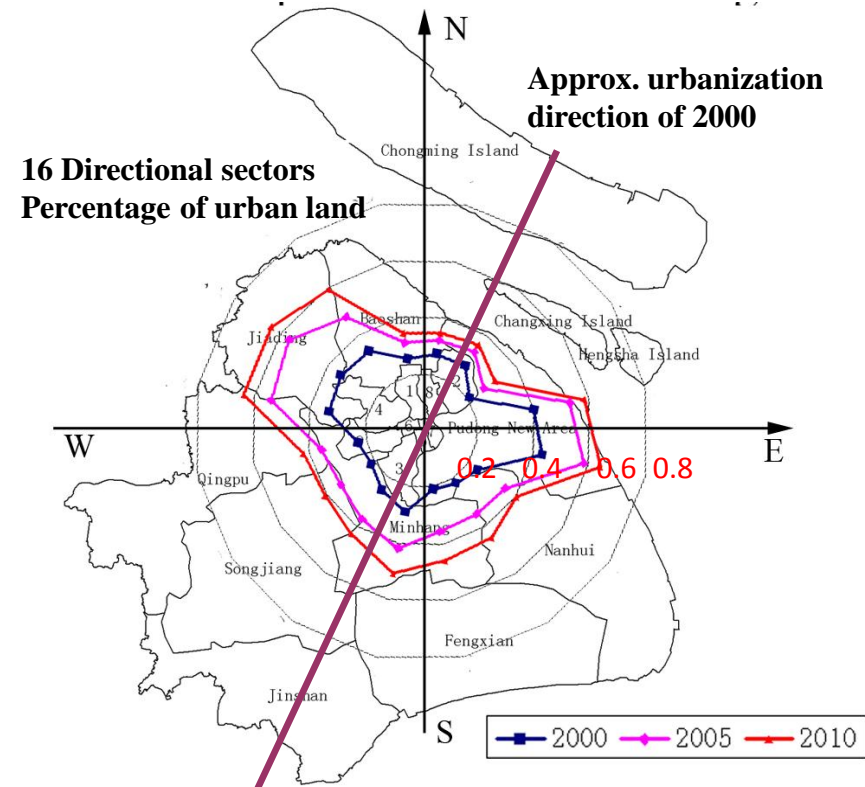 N
Approx. urbanization
direction of 2000
Chongming Island
16 Directional sectors
Percentage of urban land
Baoshan
Changxing Island
Jiading
Hengsha Island
2
1
8
4
6
Pudong New Area
W
E
3
0.2 0.4 0.6 0.8
Qingpu
Minhang
Nanhui
Songjiang
Fengxian
Jinshan
S
2000 2005 2010